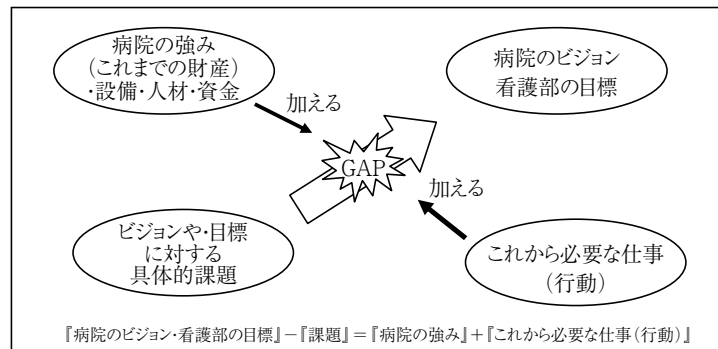 病院の強み
(これまでの財産)
・設備・人材・資金
病院のビジョン
看護部の目標
加える
GAP
加える
ビジョンや・目標
に対する
具体的課題
これから必要な仕事
(行動)
『病院のビジョン・看護部の目標』－『課題』＝『病院の強み』＋『これから必要な仕事(行動)』